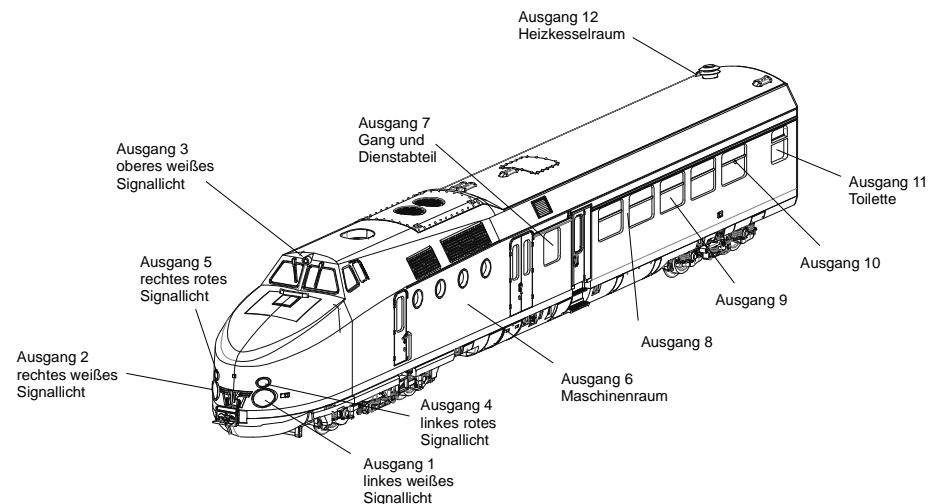 Ausgang 12
Heizkesselraum
Ausgang 7
Gang und
Dienstabteil
Ausgang 3
oberes weißes
Signallicht
Ausgang 11
Toilette
Ausgang 5
rechtes rotes
Signallicht
Ausgang 10
Ausgang 9
Ausgang 8
Ausgang 2
rechtes weißes
Signallicht
Ausgang 6
Maschinenraum
Ausgang 4
linkes rotes
Signallicht
Ausgang 1
linkes weißes
Signallicht